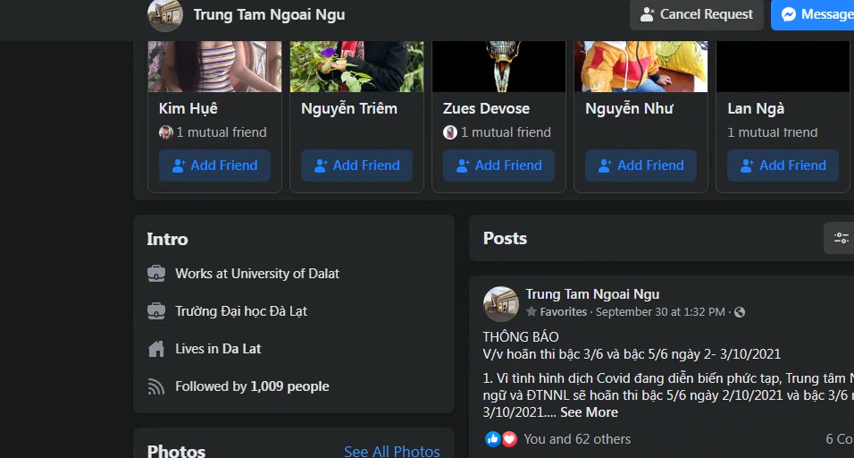 Trung Tam Ngoai Ngu
Cancel Request
Message
Kim Huê
Nguyễn Triêm
Zues Devose
Nguyễn Như
Lan Ngà
1 mutual friend
1 mutual friend
1 mutual friend
Add Friend
Add Friend
Add Friend
Add Friend
Add Friend
Intro
Works at University of Dalat
Trường Đại học Đà Lạt
Lives in Da Lat
Followed by 1,009 people
Photos
See All Photos
Posts
Trung Tam Ngoai Ngu
Favorites · September 30 at 1:32 PM ·
THÔNG BÁO
V/v hoãn thi bậc 3/6 và bậc 5/6 ngày 2- 3/10/2021
1. Vì tình hình dịch Covid đang diễn biến phức tạp, Trung tâm N
ngữ và ĐTNNL sẽ hoãn thi bậc 5/6 ngày 2/10/2021 và bậc 3/6 n
3/10/2021.... See More
You and 62 others
6 Co